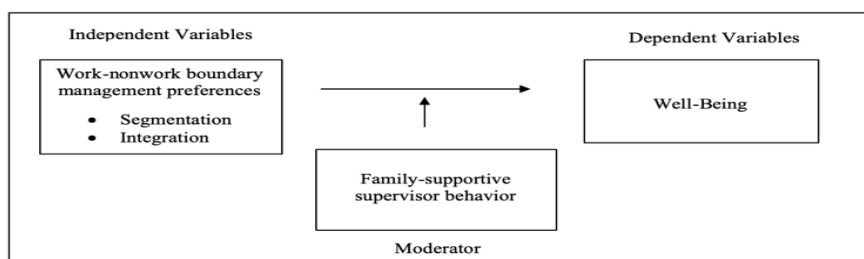 Independent Variables
Dependent Variables
Work-nonwork boundary
management preferences
• Segmentation
• Integration
Well-Being
Family-supportive
supervisor behavior
Moderator